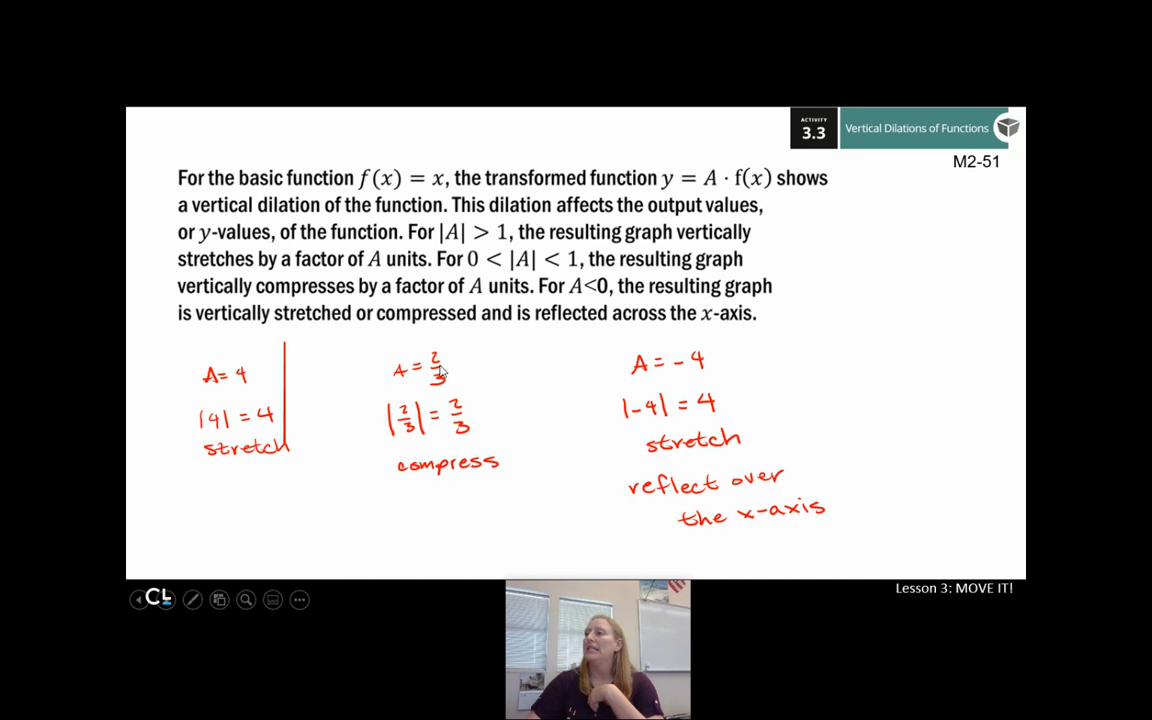 ACTIVITY
3.3
Vertical Dilations of Functions
M2-51
For the basic function f(x) = x, the transformed function y = A · f(x) shows
a vertical dilation of the function. This dilation affects the output values,
or y-values, of the function. For |A| > 1, the resulting graph vertically
stretches by a factor of A units. For 0 < |A| < 1, the resulting graph
vertically compresses by a factor of A units. For A<0, the resulting graph
is vertically stretched or compressed and is reflected across the x-axis.
A=4
|4| = 4
stretch
A = 2/3
|2/3| = 2/3
compress
A = -4
|-4| = 4
stretch
reflect over
the x-axis
CL
Lesson 3: MOVE IT!